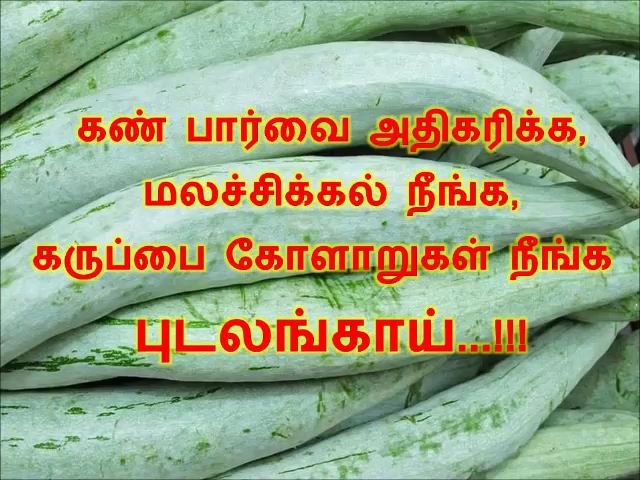 கண் பார்வை அதிகரிக்க,
மலச்சிக்கல் நீங்க,
கருப்பை கோளாறுகள் நீங்க
புடலங்காய்...!!!